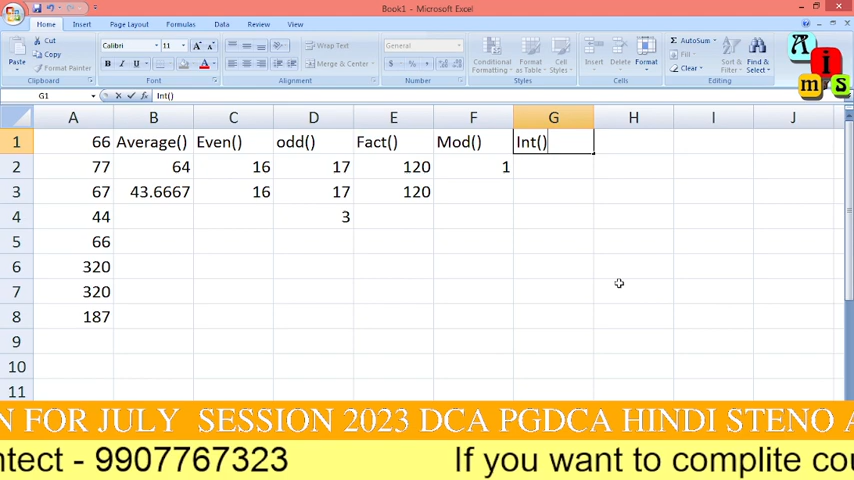 Book1 - Microsoft Excel
Home Insert Page Layout Formulas Data Review View
Cut
Copy
Paste
Clipboard
Calibri 11
Font
Wrap Text
Merge & Center
Alignment
General
Number
Conditional Formatting
Format as Table
Cell Styles
Styles
Insert Delete Format
Cells
AutoSum
Fill
Clear
Sort & Filter
Find & Select
Editing
A i m s
G1 Int()
A B C D E F G H I J
1 66 Average() Even() odd() Fact() Mod() Int()
2 77 64 16 17 120 1
3 67 43.6667 16 17 120
4 44 3
5 66
6 320
7 320
8 187
9
10
11
N FOR JULY SESSION 2023 DCA PGDCA HINDI STENO A
ntect - 9907767323 If you want to complite cou